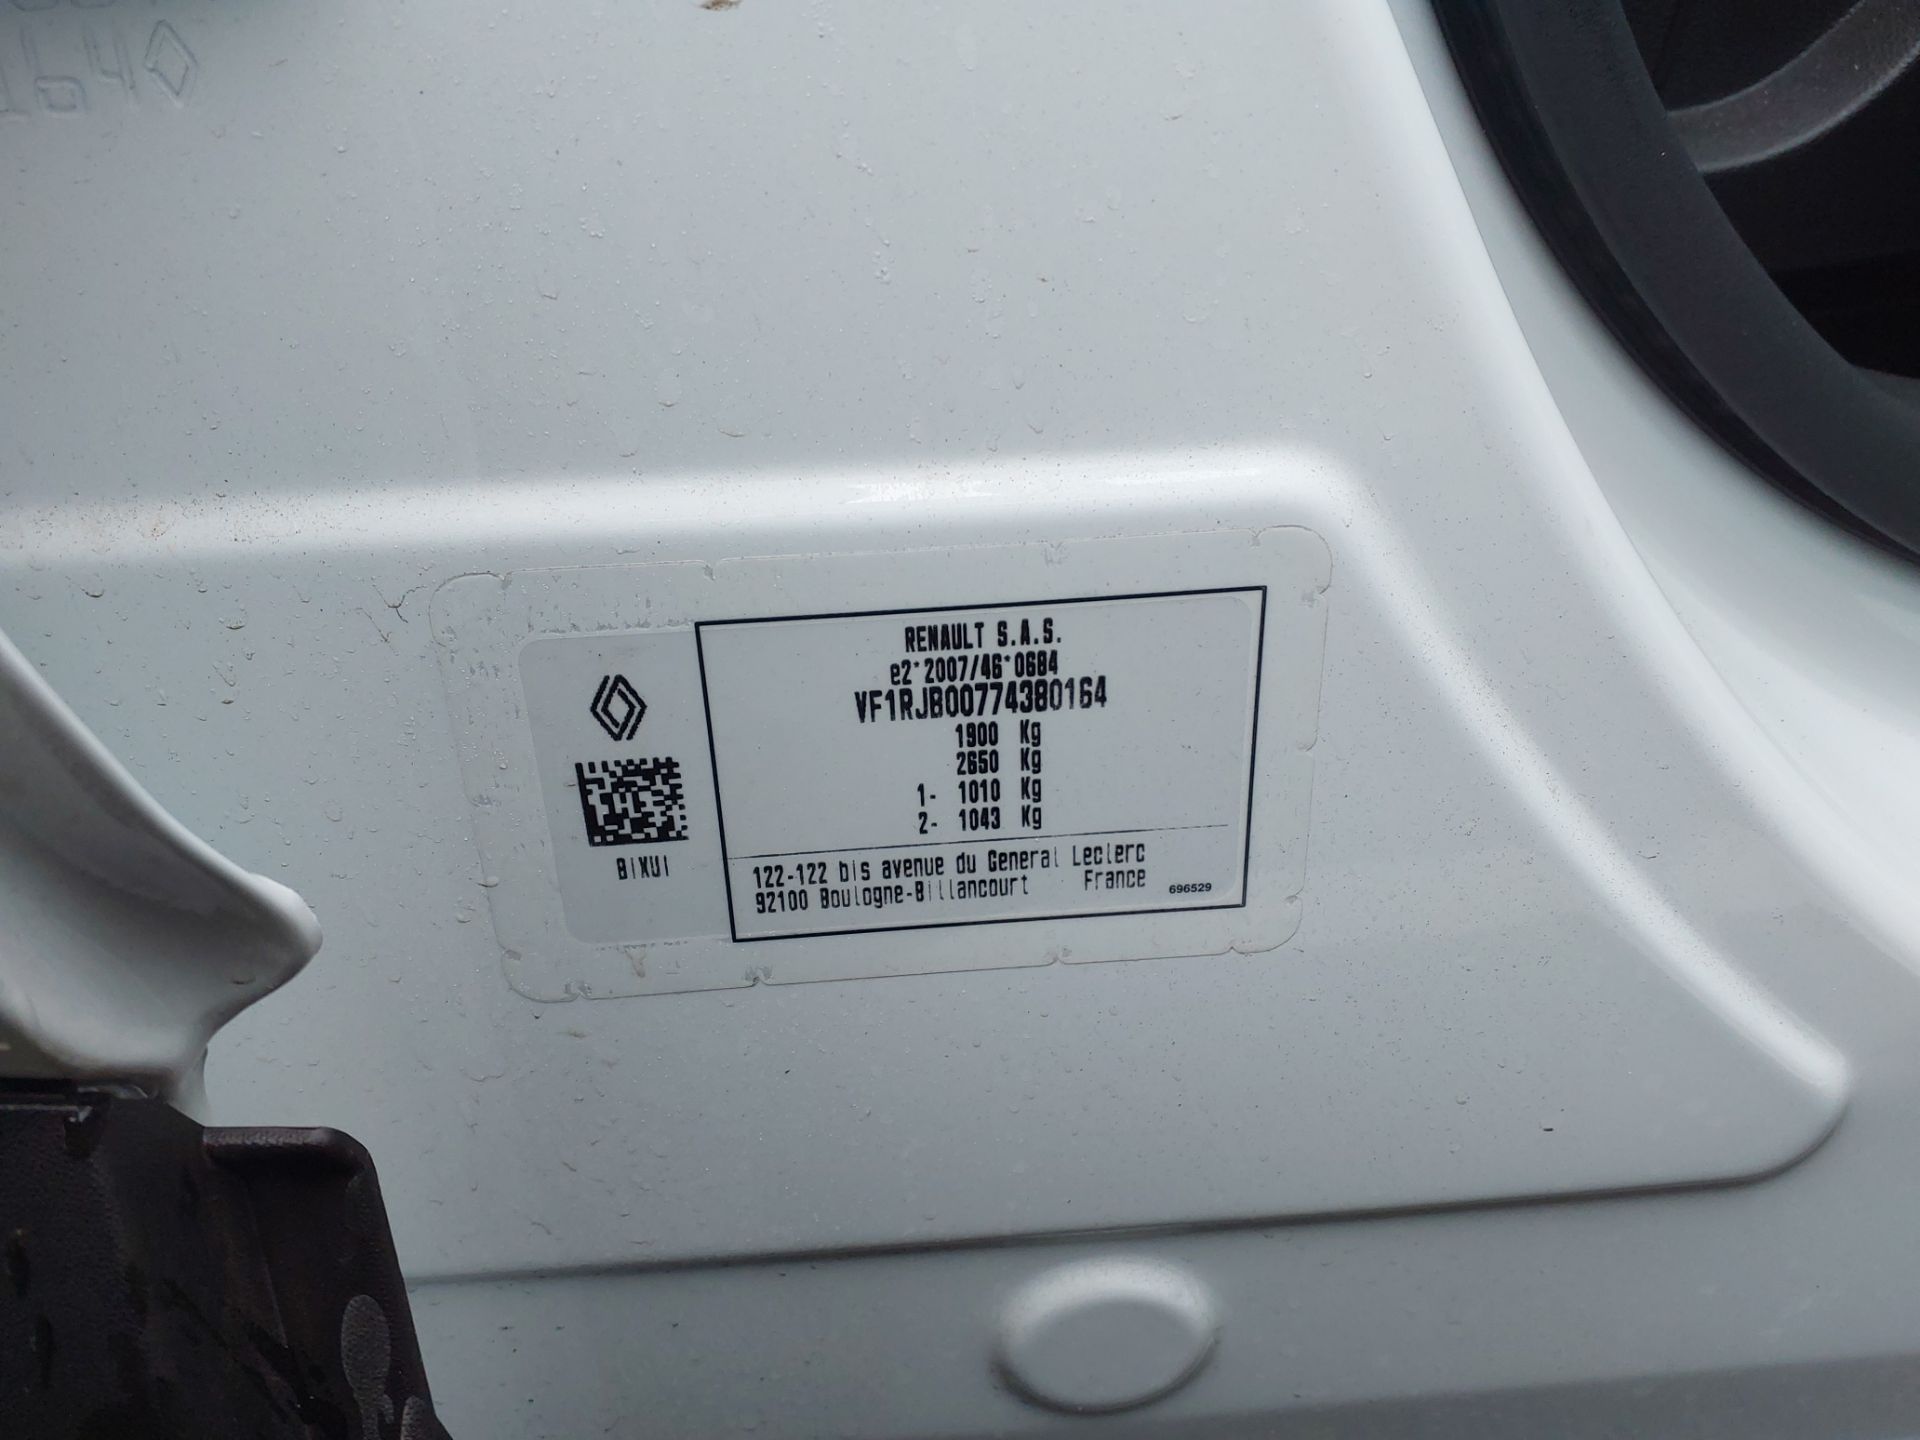 164
RENAULT S.A.S.
e2*2007/46*0684
VF1RJB00774380164
1900 Kg
2650 Kg
1- 1010 Kg
2- 1043 Kg
BIXUI
122-122 bis avenue du General Leclerc
92100 Boulogne-Billancourt France
696529